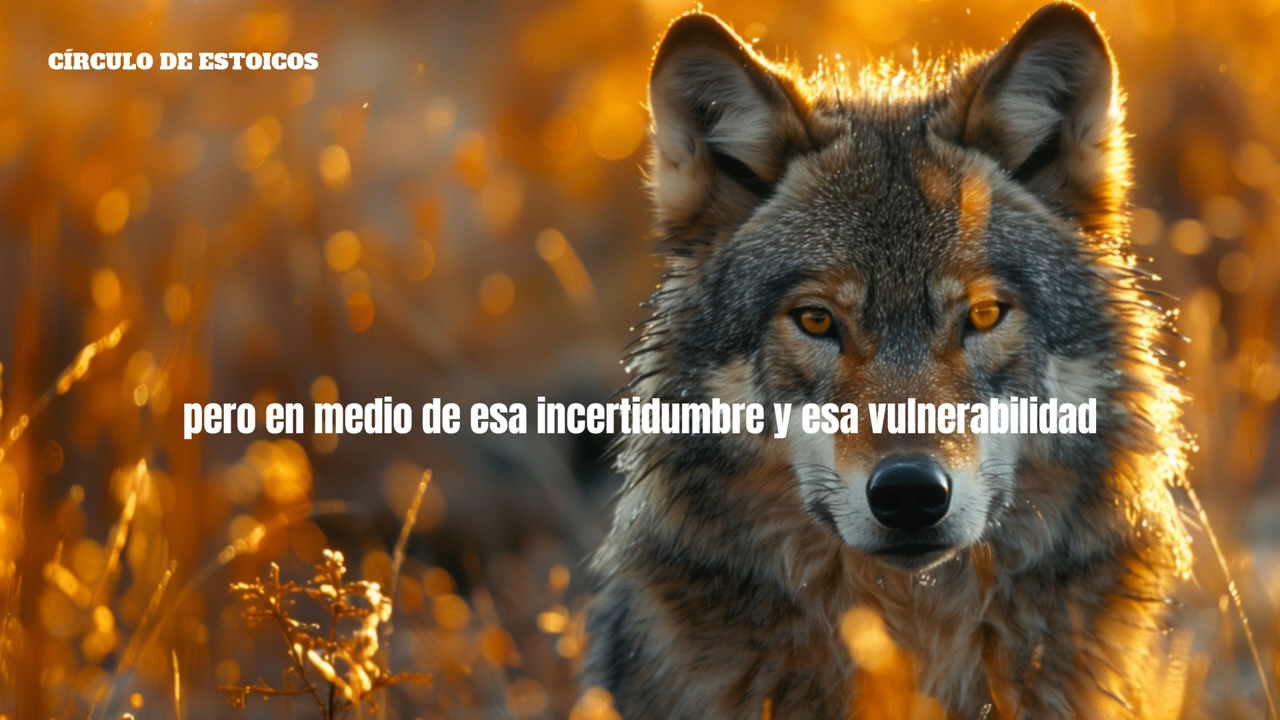 CÍRCULO DE ESTOICOS
pero en medio de esa incertidumbre y esa vulnerabilidad